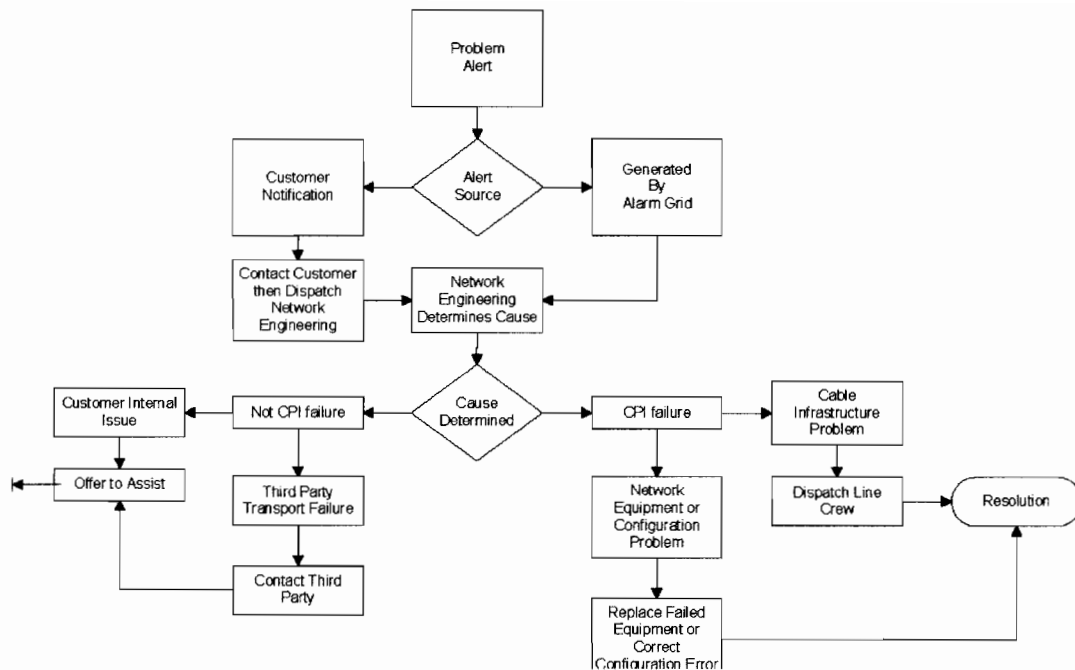 Problem
Alert
Customer
Notification
Alert
Source
Generated
By
Alarm Grid
Contact Customer
then Dispatch
Network
Engineering
Network
Engineering
Determines Cause
Customer Internal
Issue
Not CPI failure
Cause
Determined
CPI failure
Cable
Infrastructure
Problem
Offer to Assist
Third Party
Transport Failure
Network
Equipment or
Configuration
Problem
Dispatch Line
Crew
Resolution
Contact Third
Party
Replace Failed
Equipment or
Correct
Configuration Error